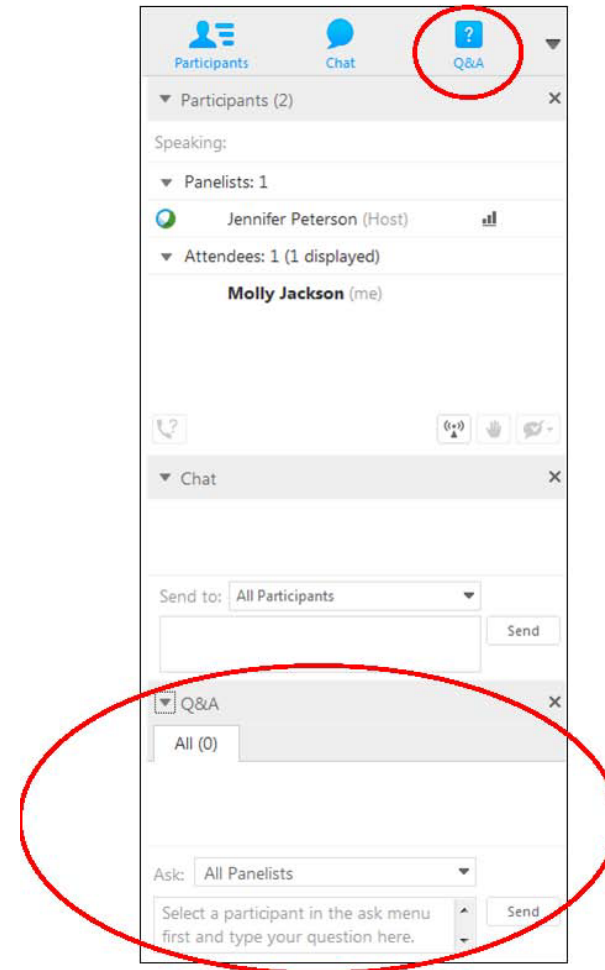 Participants Chat Q&A
Participants (2)
Speaking:
Panelists: 1
Jennifer Peterson (Host)
Attendees: 1 (1 displayed)
Molly Jackson (me)
Chat
Send to: All Participants
Send
Q&A
All (0)
Ask: All Panelists
Select a participant in the ask menu
first and type your question here.
Send